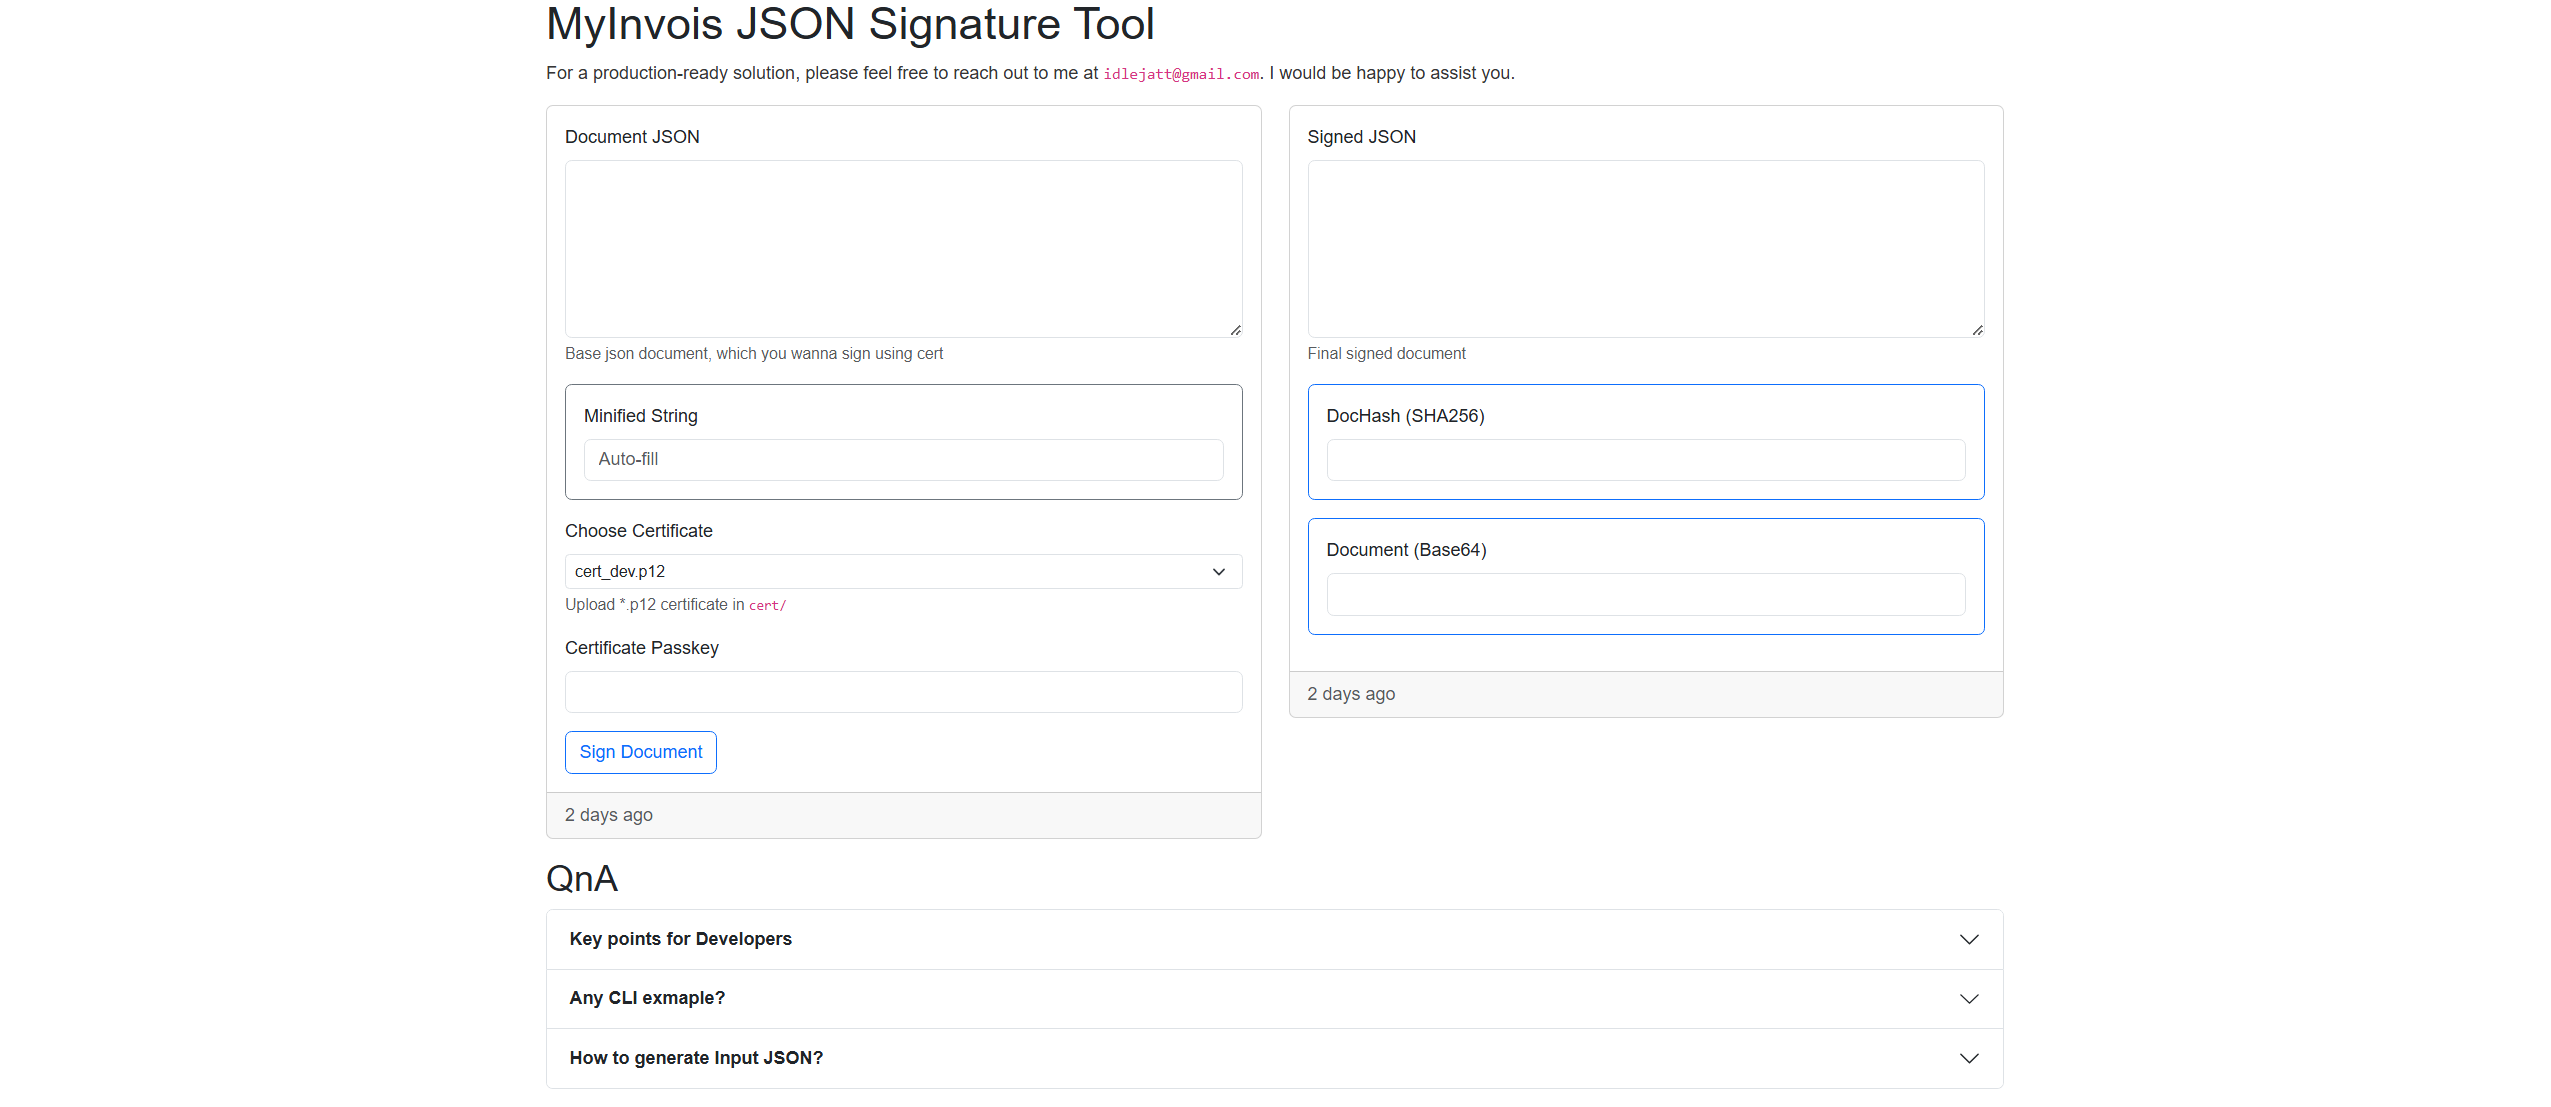 MyInvois JSON Signature Tool
For a production-ready solution, please feel free to reach out to me at idlejatt@gmail.com. I would be happy to assist you.
Document JSON
Base json document, which you wanna sign using cert
Minified String
Auto-fill
Choose Certificate
cert_dev.p12
Upload *.p12 certificate in cert/
Certificate Passkey
Sign Document
2 days ago
Signed JSON
Final signed document
DocHash (SHA256)
Document (Base64)
2 days ago
QnA
Key points for Developers
Any CLI exmaple?
How to generate Input JSON?